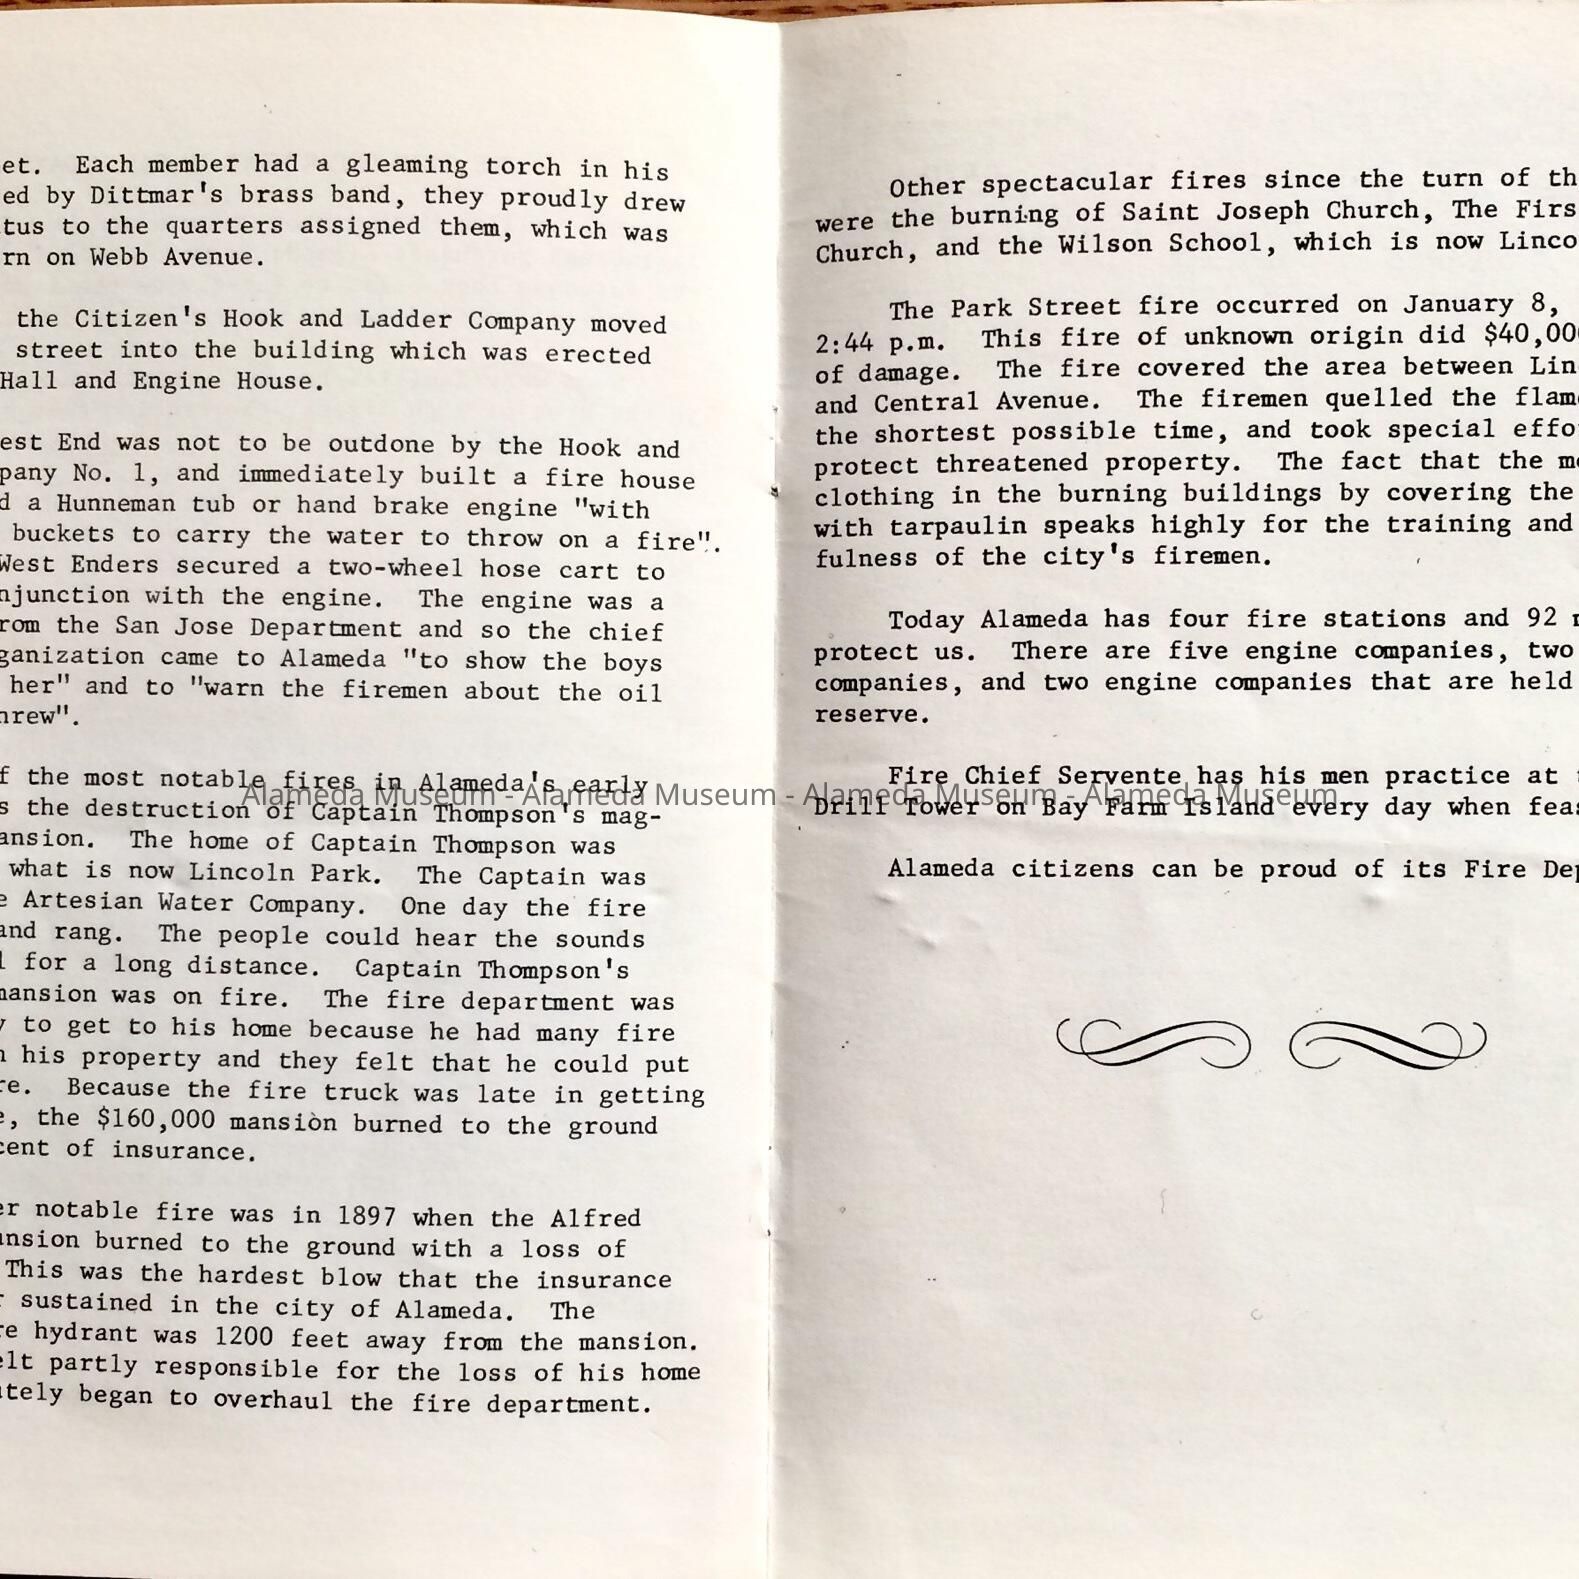 et. Each member had a gleaming torch in his
ed by Dittmar's brass band, they proudly drew
tus to the quarters assigned them, which was
rn on Webb Avenue.
the Citizen's Hook and Ladder Company moved
street into the building which was erected
Hall and Engine House.
est End was not to be outdone by the Hook and
pany No. 1, and immediately built a fire house
d a Hunneman tub or hand brake engine "with
buckets to carry the water to throw on a fire".
West Enders secured a two-wheel hose cart to
njunction with the engine. The engine was a
rom the San Jose Department and so the chief
ganization came to Alameda "to show the boys
her" and to "warn the firemen about the oil
hrew".
f the most notable fires in Alameda's early
s the destruction of Captain Thompson's mag-
ansion. The home of Captain Thompson was
what is now Lincoln Park. The Captain was
e Artesian Water Company. One day the fire
and rang. The people could hear the sounds
l for a long distance. Captain Thompson's
mansion was on fire. The fire department was
y to get to his home because he had many fire
n his property and they felt that he could put
re. Because the fire truck was late in getting
e, the $160,000 mansion burned to the ground
cent of insurance.
er notable fire was in 1897 when the Alfred
ansion burned to the ground with a loss of
This was the hardest blow that the insurance
r sustained in the city of Alameda. The
re hydrant was 1200 feet away from the mansion.
elt partly responsible for the loss of his home
ately began to overhaul the fire department.
Other spectacular fires since the turn of th
were the burning of Saint Joseph Church, The Firs
Church, and the Wilson School, which is now Linco
The Park Street fire occurred on January 8,
2:44 p.m. This fire of unknown origin did $40,00
of damage. The fire covered the area between Lin
and Central Avenue. The firemen quelled the flam
the shortest possible time, and took special effo
protect threatened property. The fact that the m
clothing in the burning buildings by covering the
with tarpaulin speaks highly for the training and
fulness of the city's firemen.
Today Alameda has four fire stations and 92
protect us. There are five engine companies, two
companies, and two engine companies that are held
reserve.
Fire Chief Servente has his men practice at
Drill Tower on Bay Farm Island every day when feas
Alameda citizens can be proud of its Fire Dep
Alameda Museum - Alameda Museum - Alameda Museum - Alameda Museum